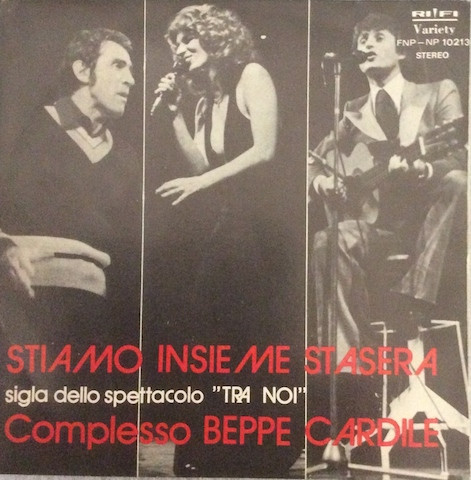 RI/FI
Variety
FNP-NP 10213
STEREO
STIAMO INSIEME STASERA
sigla dello spettacolo "TRA NOI"
Complesso BEPPE CARDILE